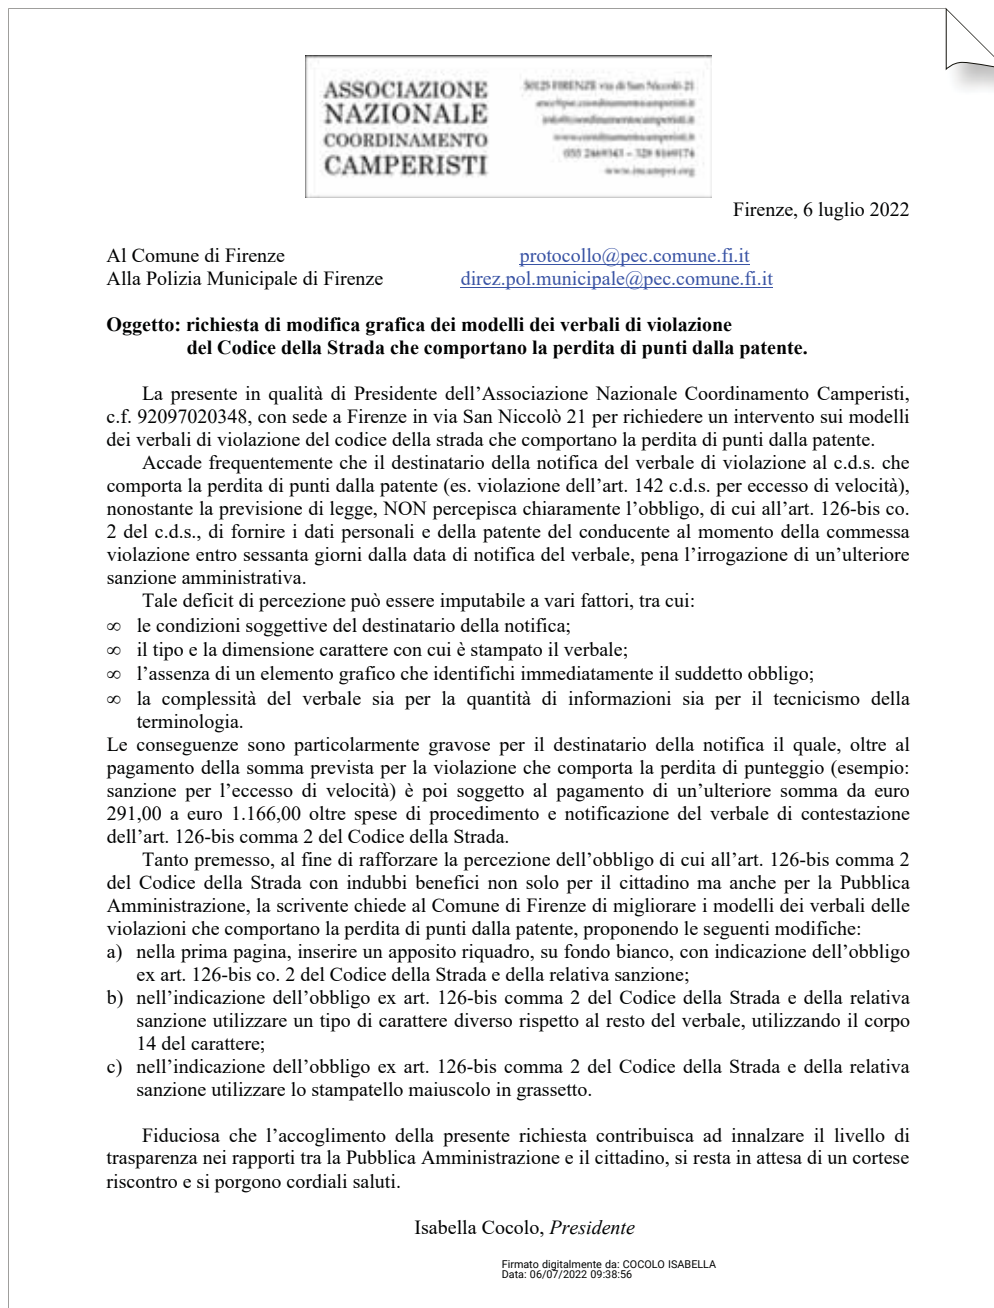 ASSOCIAZIONE
NAZIONALE
COORDINAMENTO
CAMPERISTI
50125 FIRENZE via di San Niccolò 21
info@coordinamentocamperisti.it
www.coordinamentocamperisti.it
www.incamper.org
Firenze, 6 luglio 2022
Al Comune di Firenze protocollo@pec.comune.fi.it
Alla Polizia Municipale di Firenze direz.pol.municipale@pec.comune.fi.it
Oggetto: richiesta di modifica grafica dei modelli dei verbali di violazione
del Codice della Strada che comportano la perdita di punti dalla patente.
La presente in qualità di Presidente dell’Associazione Nazionale Coordinamento Camperisti,
c.f. 92097020348, con sede a Firenze in via San Niccolò 21 per richiedere un intervento sui modelli
dei verbali di violazione del codice della strada che comportano la perdita di punti dalla patente.
Accade frequentemente che il destinatario della notifica del verbale di violazione al c.d.s. che
comporta la perdita di punti dalla patente (es. violazione dell’art. 142 c.d.s. per eccesso di velocità),
nonostante la previsione di legge, NON percepisca chiaramente l’obbligo, di cui all’art. 126-bis co.
2 del c.d.s., di fornire i dati personali e della patente del conducente al momento della commessa
violazione entro sessanta giorni dalla data di notifica del verbale, pena l’irrogazione di un’ulteriore
sanzione amministrativa.
Tale deficit di percezione può essere imputabile a vari fattori, tra cui:
∞ le condizioni soggettive del destinatario della notifica;
∞ il tipo e la dimensione carattere con cui è stampato il verbale;
∞ l’assenza di un elemento grafico che identifichi immediatamente il suddetto obbligo;
∞ la complessità del verbale sia per la quantità di informazioni sia per il tecnicismo della
terminologia.
Le conseguenze sono particolarmente gravose per il destinatario della notifica il quale, oltre al
pagamento della somma prevista per la violazione che comporta la perdita di punteggio (esempio:
sanzione per l’eccesso di velocità) è poi soggetto al pagamento di un’ulteriore somma da euro
291,00 a euro 1.166,00 oltre spese di procedimento e notificazione del verbale di contestazione
dell’art. 126-bis comma 2 del Codice della Strada.
Tanto premesso, al fine di rafforzare la percezione dell’obbligo di cui all’art. 126-bis comma 2
del Codice della Strada con indubbi benefici non solo per il cittadino ma anche per la Pubblica
Amministrazione, la scrivente chiede al Comune di Firenze di migliorare i modelli dei verbali delle
violazioni che comportano la perdita di punti dalla patente, proponendo le seguenti modifiche:
a) nella prima pagina, inserire un apposito riquadro, su fondo bianco, con indicazione dell’obbligo
ex art. 126-bis co. 2 del Codice della Strada e della relativa sanzione;
b) nell’indicazione dell’obbligo ex art. 126-bis comma 2 del Codice della Strada e della relativa
sanzione utilizzare un tipo di carattere diverso rispetto al resto del verbale, utilizzando il corpo
14 del carattere;
c) nell’indicazione dell’obbligo ex art. 126-bis comma 2 del Codice della Strada e della relativa
sanzione utilizzare lo stampatello maiuscolo in grassetto.
Fiduciosa che l’accoglimento della presente richiesta contribuisca ad innalzare il livello di
trasparenza nei rapporti tra la Pubblica Amministrazione e il cittadino, si resta in attesa di un cortese
riscontro e si porgono cordiali saluti.
Isabella Cocolo, Presidente
Firmato digitalmente da: COCOLO ISABELLA
Data: 06/07/2022 09:38:56